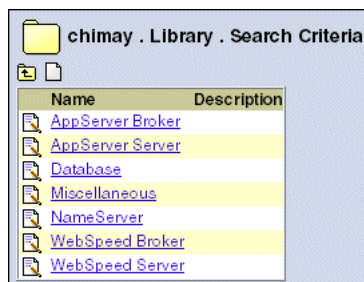 chimay . Library . Search Criteria
Name Description
AppServer Broker
AppServer Server
Database
Miscellaneous
NameServer
WebSpeed Broker
WebSpeed Server